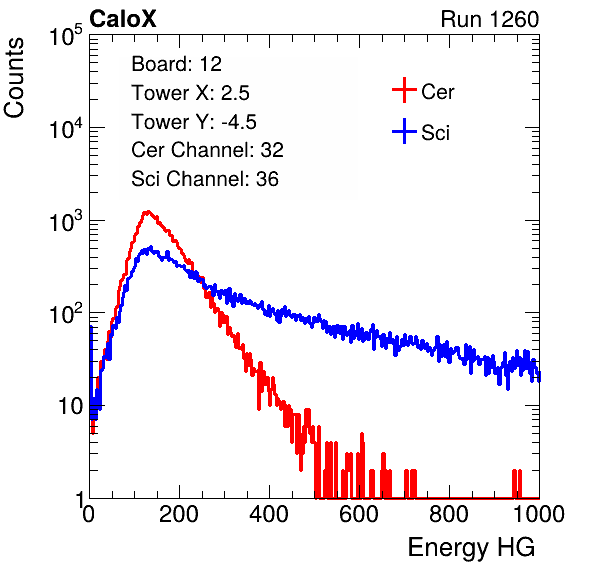 CaloX Run 1260
Counts
10^5
10^4
10^3
10^2
10
1
Board: 12
Tower X: 2.5
Tower Y: -4.5
Cer Channel: 32
Sci Channel: 36
Cer
Sci
0 200 400 600 800 1000
Energy HG